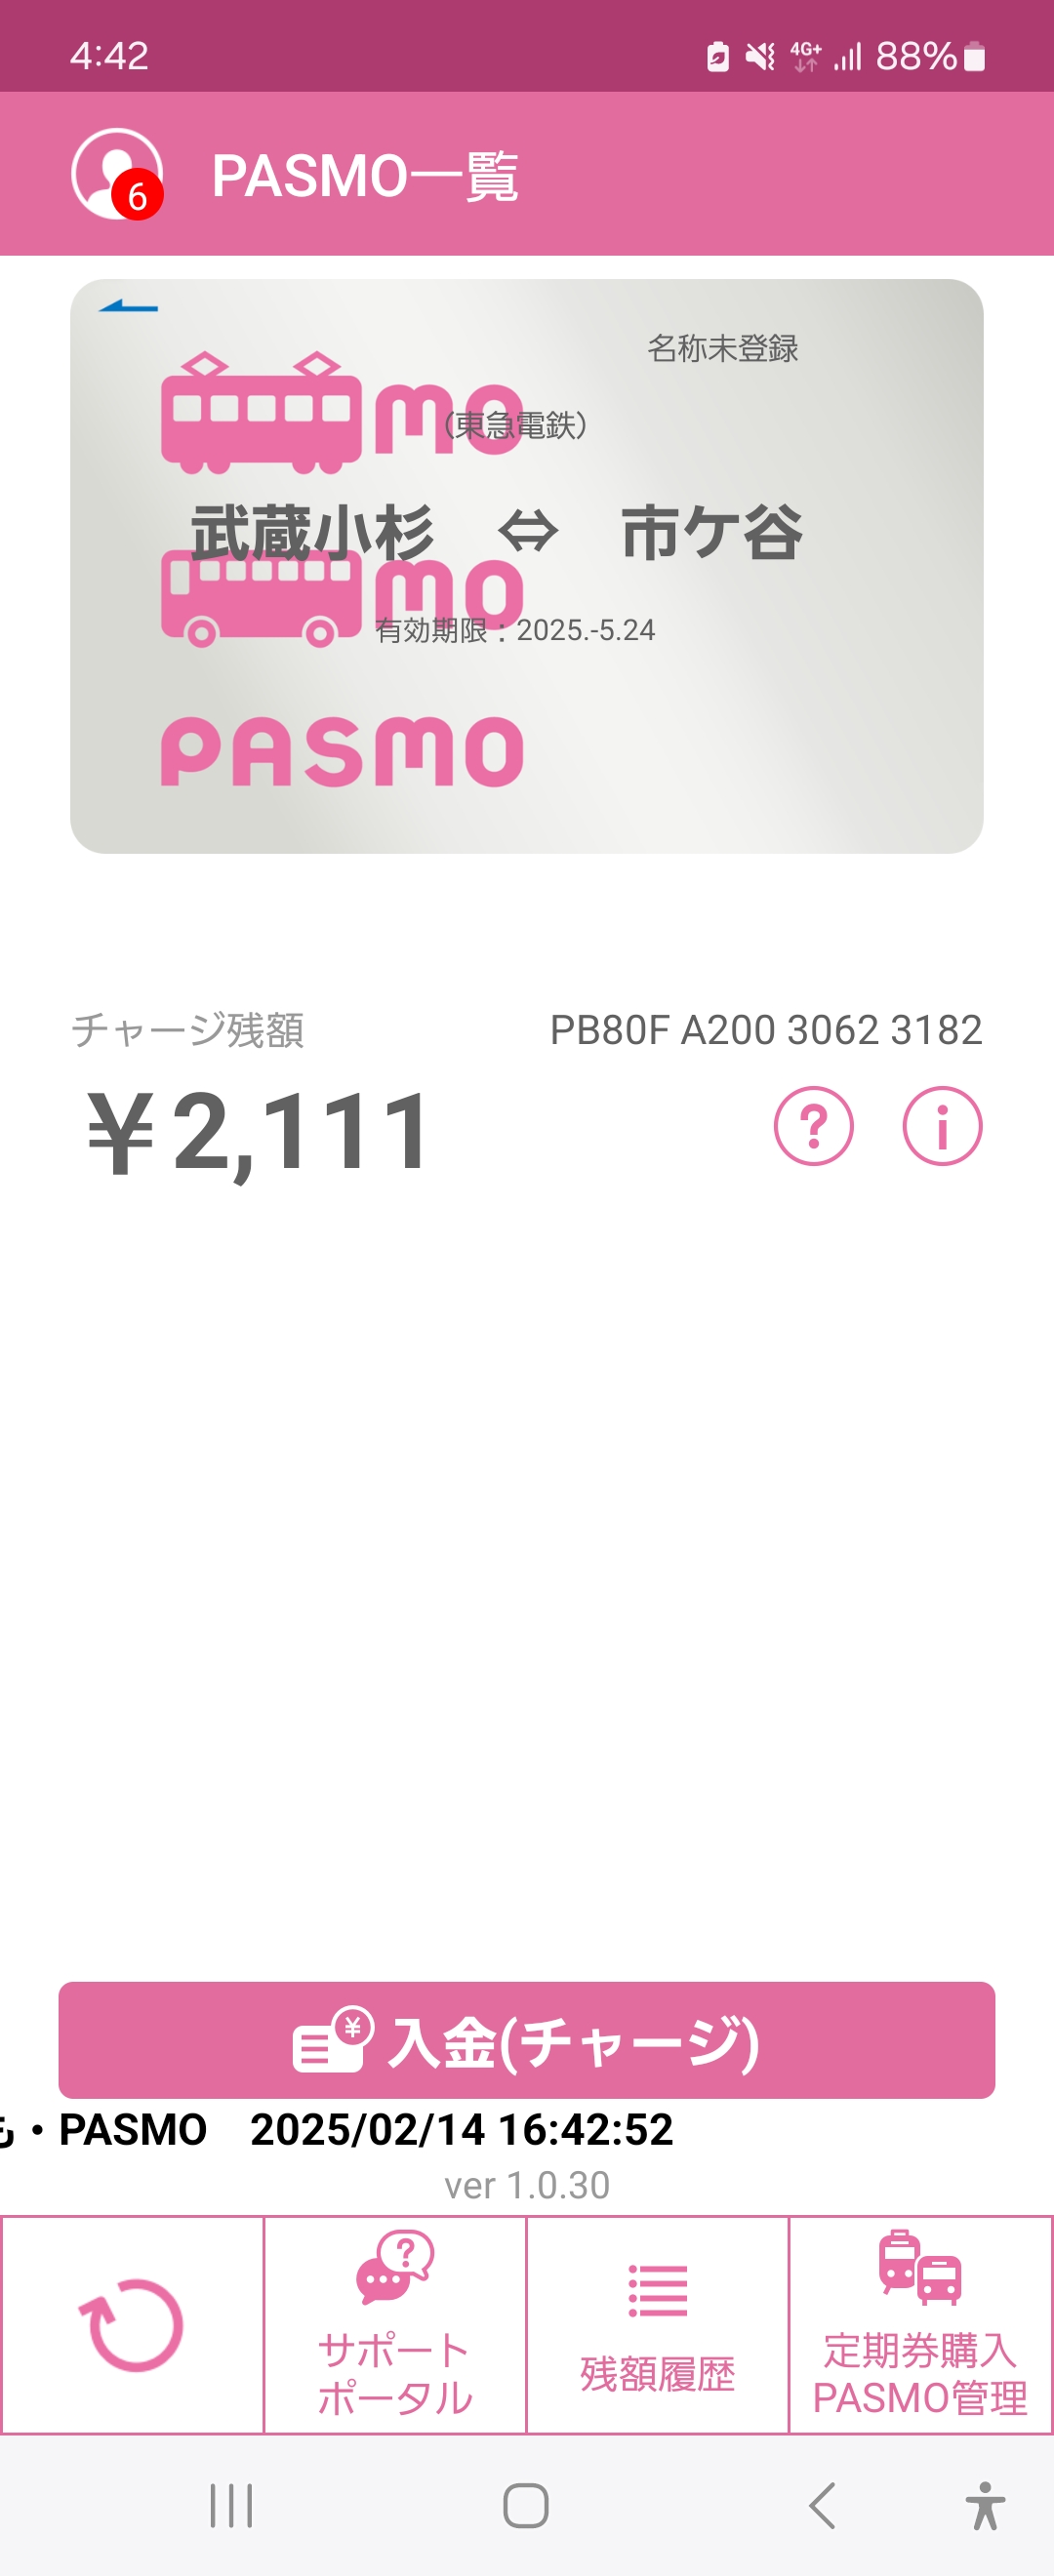 4:42
4G+ 88%
6 PASMO一覧
名称未登録
mo
(東急電鉄)
武蔵小杉 ⇔ 市ケ谷
mo
有効期限：2025.-5.24
PASMO
チャージ残額 PB80F A200 3062 3182
￥2,111
? i
¥ 入金(チャージ)
・PASMO 2025/02/14 16:42:52
ver 1.0.30
?
サポート
ポータル
残額履歴
定期券購入
PASMO管理